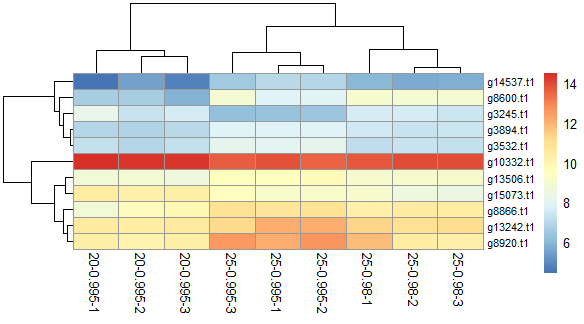 g14537.t1
g8600.t1
g3245.t1
g3894.t1
g3532.t1
g10332.t1
g13506.t1
g15073.t1
g8866.t1
g13242.t1
g8920.t1
14
12
10
8
6
20-0.995-1
20-0.995-2
20-0.995-3
25-0.995-3
25-0.995-1
25-0.995-2
25-0.98-1
25-0.98-2
25-0.98-3